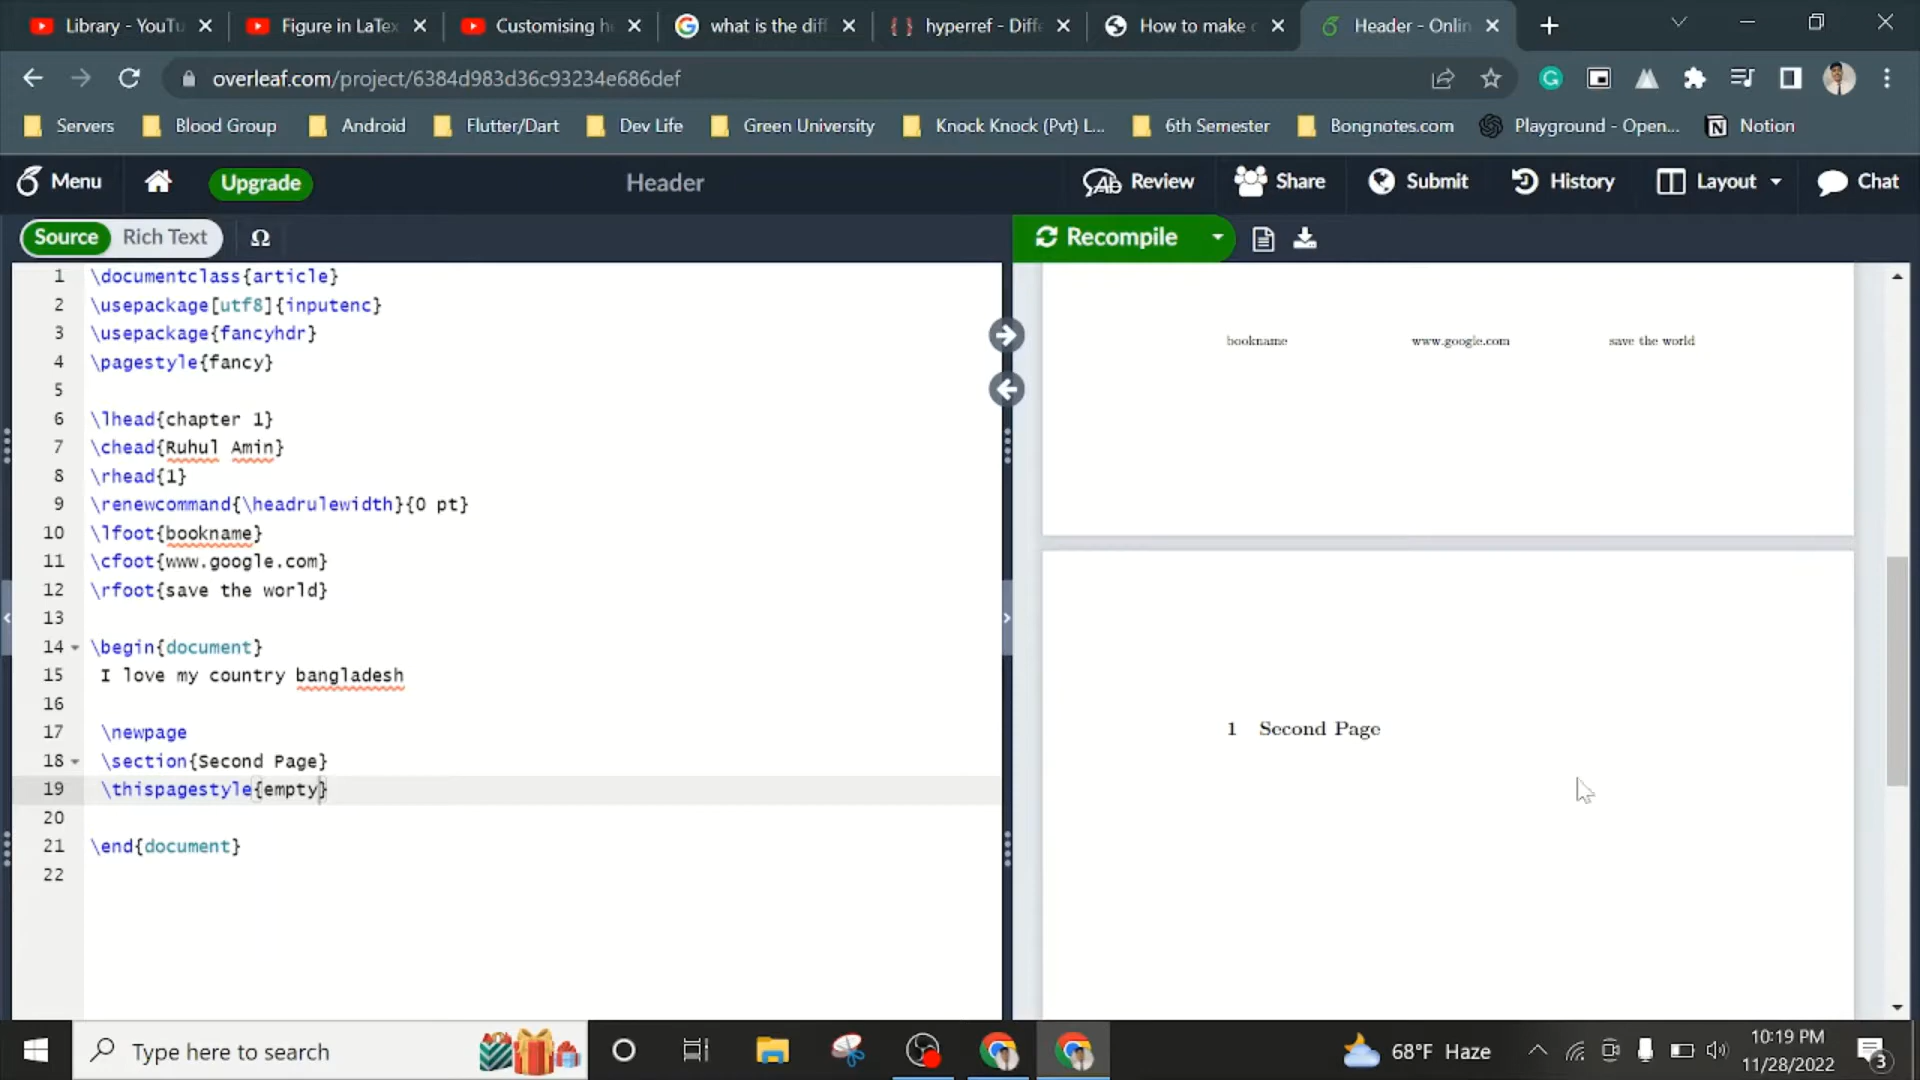 Library - YouTu
Figure in LaTex
Customising h
what is the diff
hyperref - Diffe
How to make c
Header - Onlin
overleaf.com/project/6384d983d36c93234e686def
Servers
Blood Group
Android
Flutter/Dart
Dev Life
Green University
Knock Knock (Pvt) L...
6th Semester
Bongnotes.com
Playground - Open...
Notion
Menu
Upgrade
Header
Review
Share
Submit
History
Layout
Chat
Source
Rich Text
Ω
Recompile
1 \documentclass{article}
2 \usepackage[utf8]{inputenc}
3 \usepackage{fancyhdr}
4 \pagestyle{fancy}
5
6 \lhead{chapter 1}
7 \chead{Ruhul Amin}
8 \rhead{1}
9 \renewcommand{\headrulewidth}{0 pt}
10 \lfoot{bookname}
11 \cfoot{www.google.com}
12 \rfoot{save the world}
13
14 \begin{document}
15 I love my country bangladesh
16
17 \newpage
18 \section{Second Page}
19 \thispagestyle{empty}
20
21 \end{document}
22
bookname www.google.com save the world
1 Second Page
Type here to search
68°F Haze
10:19 PM
11/28/2022
3